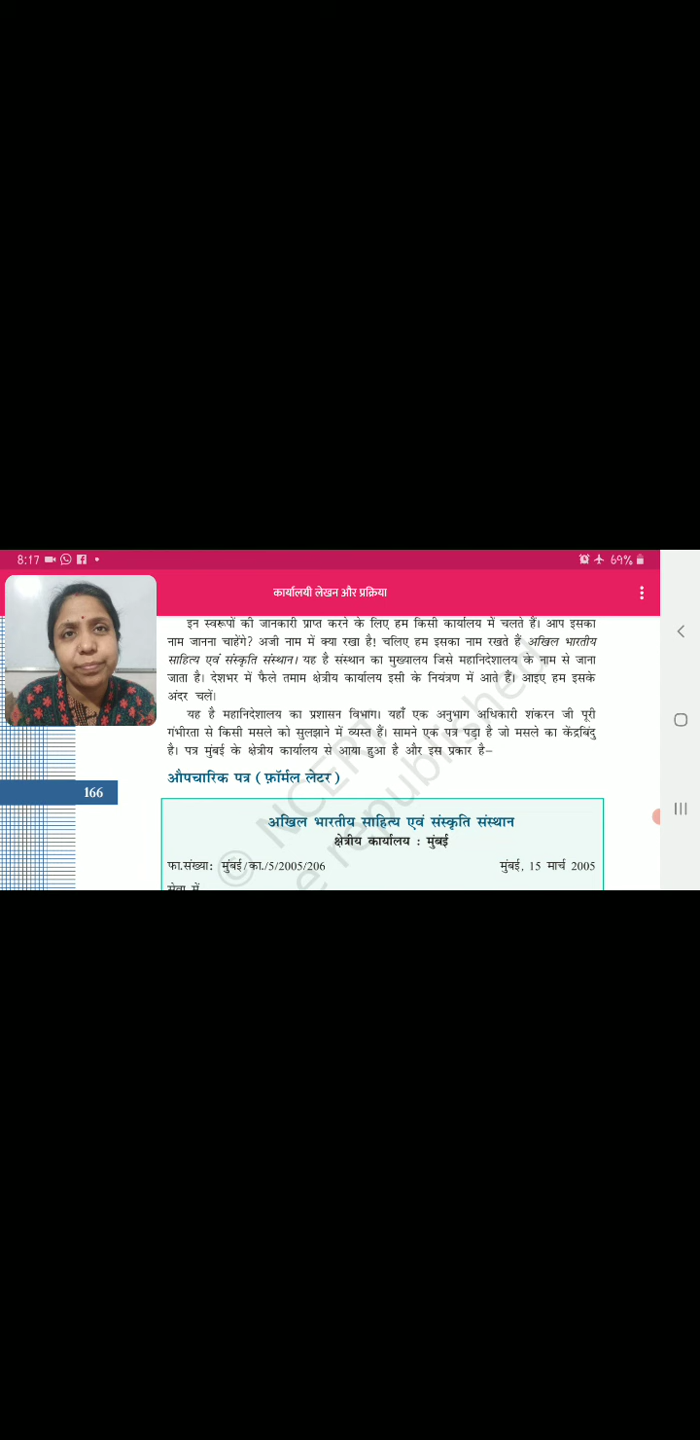 8:17
69%
कार्यालयी लेखन और प्रक्रिया
इन स्वरूपों की जानकारी प्राप्त करने के लिए हम किसी कार्यालय में चलते हैं। आप इसका
नाम जानना चाहेंगे? अजी नाम में क्या रखा है! चलिए हम इसका नाम रखते हैं अखिल भारतीय
साहित्य एवं संस्कृति संस्थान। यह है संस्थान का मुख्यालय जिसे महानिदेशालय के नाम से जाना
जाता है। देशभर में फैले तमाम क्षेत्रीय कार्यालय इसी के नियंत्रण में आते हैं। आइए हम इसके
अंदर चलें।
यह है महानिदेशालय का प्रशासन विभाग। यहाँ एक अनुभाग अधिकारी शंकरन जी पूरी
गंभीरता से किसी मसले को सुलझाने में व्यस्त हैं। सामने एक पत्र पड़ा है जो मसले का केंद्रबिंदु
है। पत्र मुंबई के क्षेत्रीय कार्यालय से आया हुआ है और इस प्रकार है–
औपचारिक पत्र ( फ़ॉर्मल लेटर )
166
अखिल भारतीय साहित्य एवं संस्कृति संस्थान
क्षेत्रीय कार्यालय : मुंबई
फा.संख्या: मुंबई/का./5/2005/206
मुंबई, 15 मार्च 2005
सेवा में
© NCERT
republished